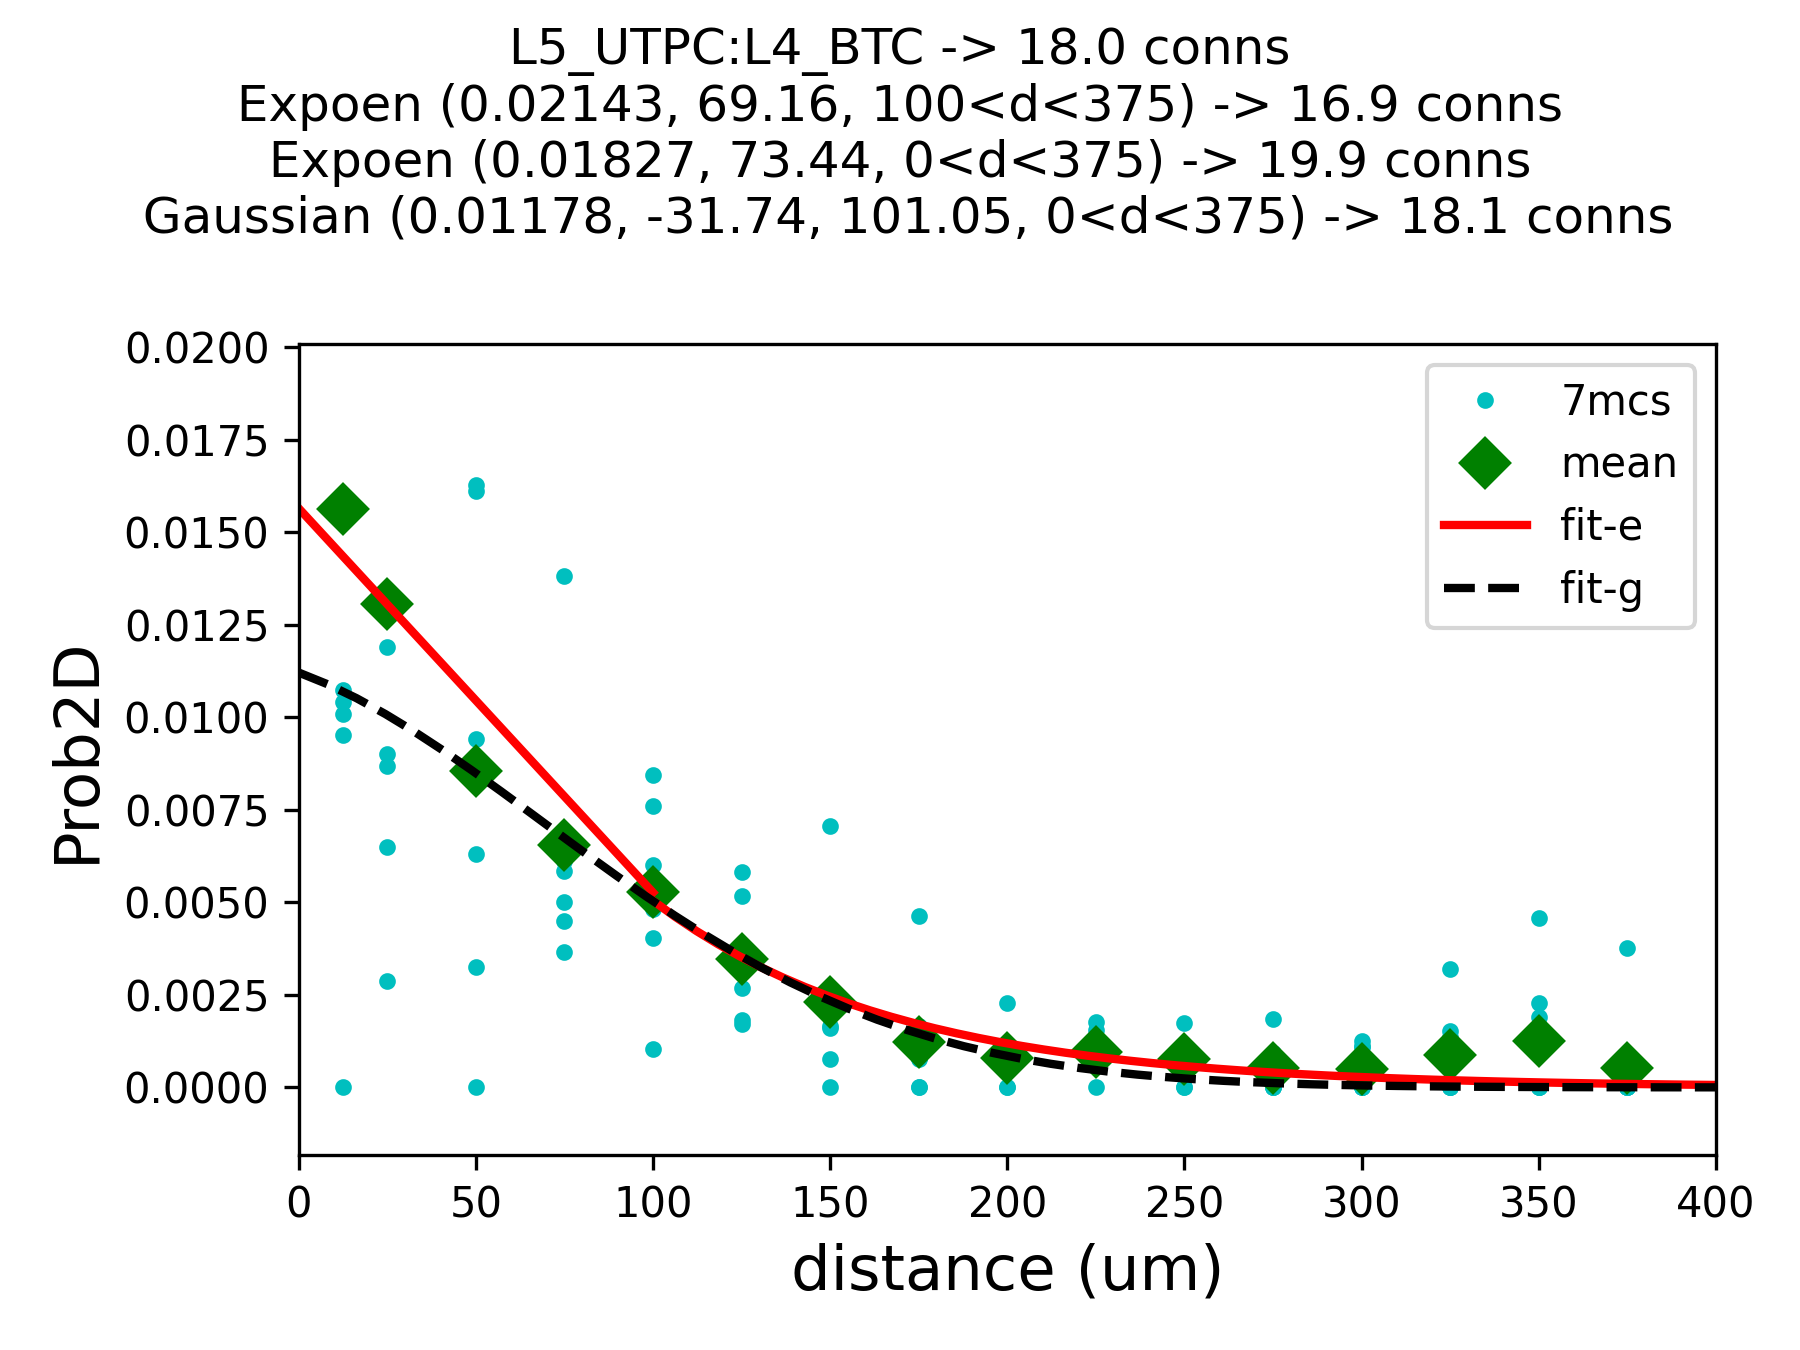 L5_UTPC:L4_BTC -> 18.0 conns
Expoen (0.02143, 69.16, 100<d<375) -> 16.9 conns
Expoen (0.01827, 73.44, 0<d<375) -> 19.9 conns
Gaussian (0.01178, -31.74, 101.05, 0<d<375) -> 18.1 conns
0.0200
0.0175
0.0150
0.0125
0.0100
0.0075
0.0050
0.0025
0.0000
Prob2D
7mcs
mean
fit-e
fit-g
0 50 100 150 200 250 300 350 400
distance (um)